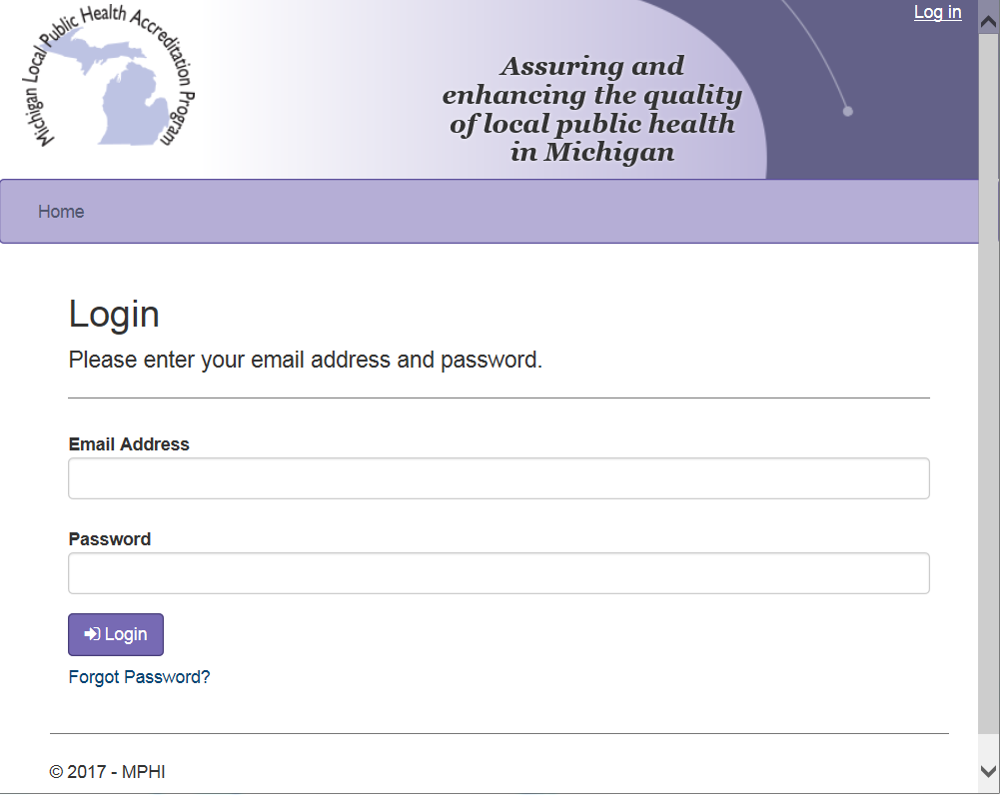 Michigan Local Public Health Accreditation Program
Log in
Assuring and
enhancing the quality
of local public health
in Michigan
Home
Login
Please enter your email address and password.
Email Address
Password
Login
Forgot Password?
© 2017 - MPHI